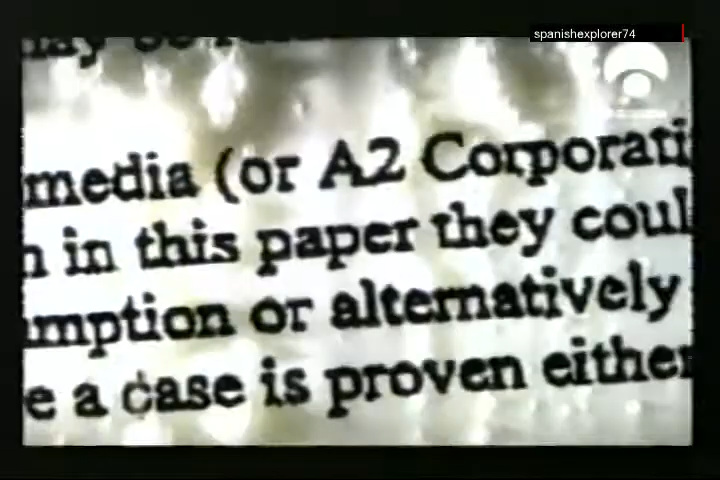 spanishexplorer74
media (or A2 Corporati
n in this paper they coul
mption or alternatively
e a case is proven either